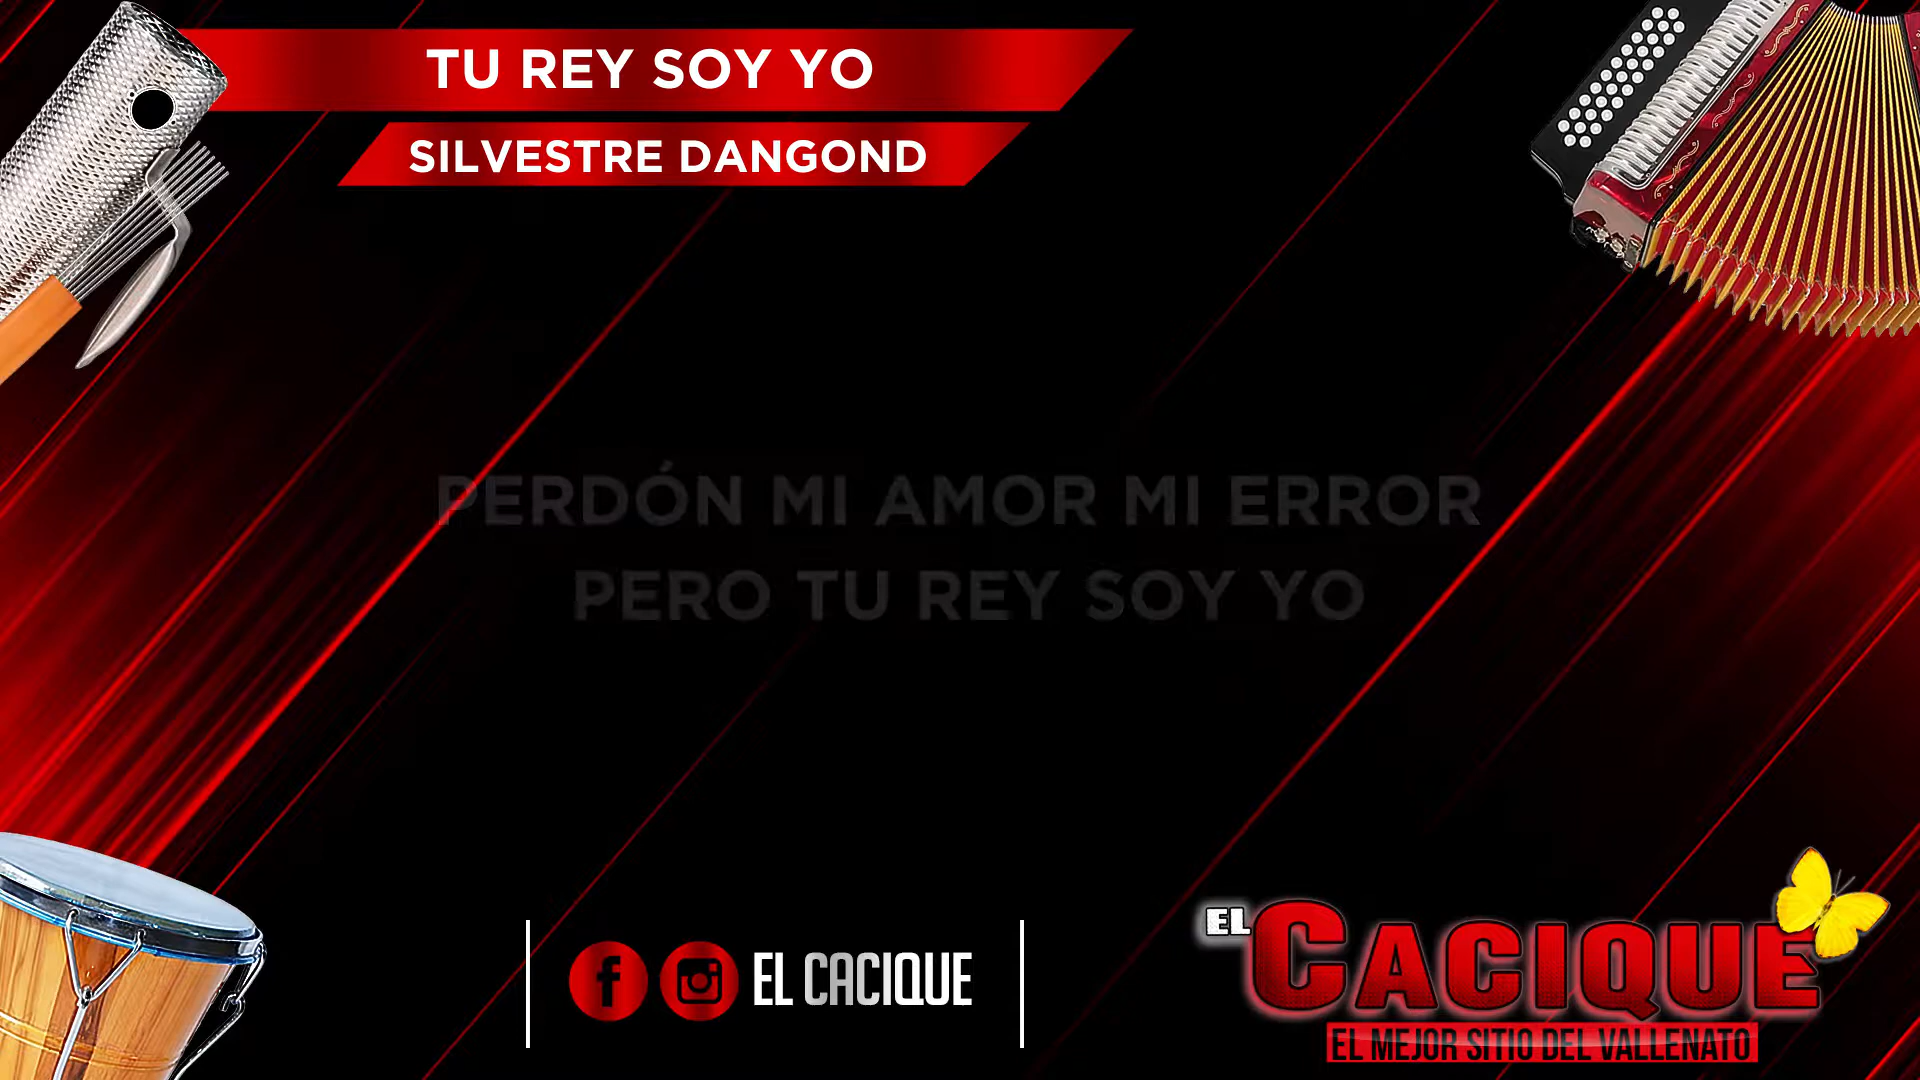 TU REY SOY YO
SILVESTRE DANGOND
PERDÓN MI AMOR MI ERROR
PERO TU REY SOY YO
EL CACIQUE
EL CACIQUE
EL MEJOR SITIO DEL VALLENATO